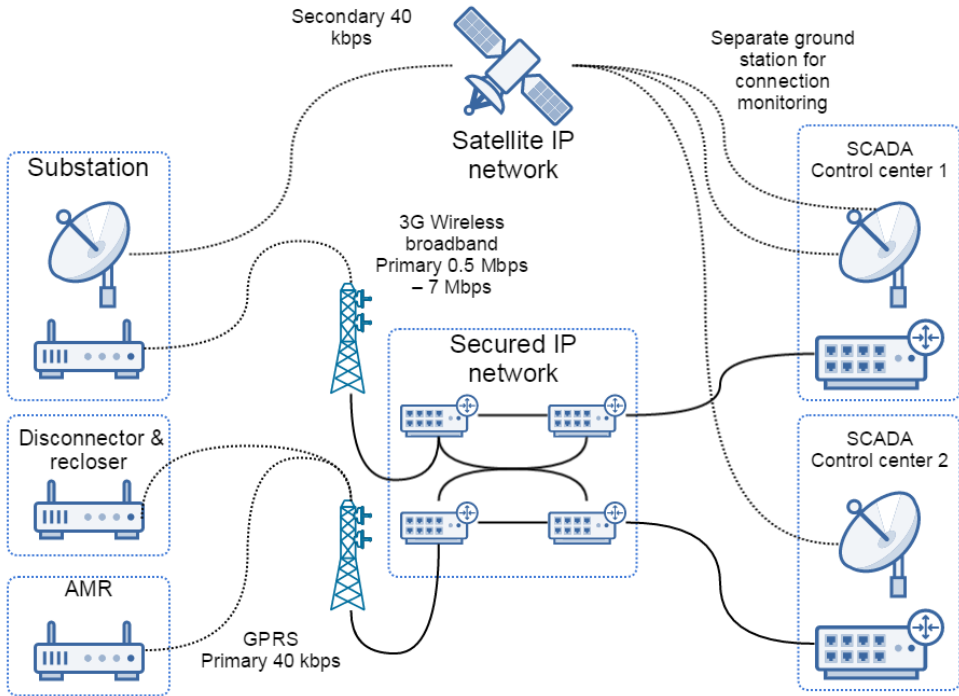 Secondary 40
kbps
Separate ground
station for
connection
monitoring
Satellite IP
network
Substation
SCADA
Control center 1
3G Wireless
broadband
Primary 0.5 Mbps
– 7 Mbps
Secured IP
network
Disconnector &
recloser
SCADA
Control center 2
AMR
GPRS
Primary 40 kbps